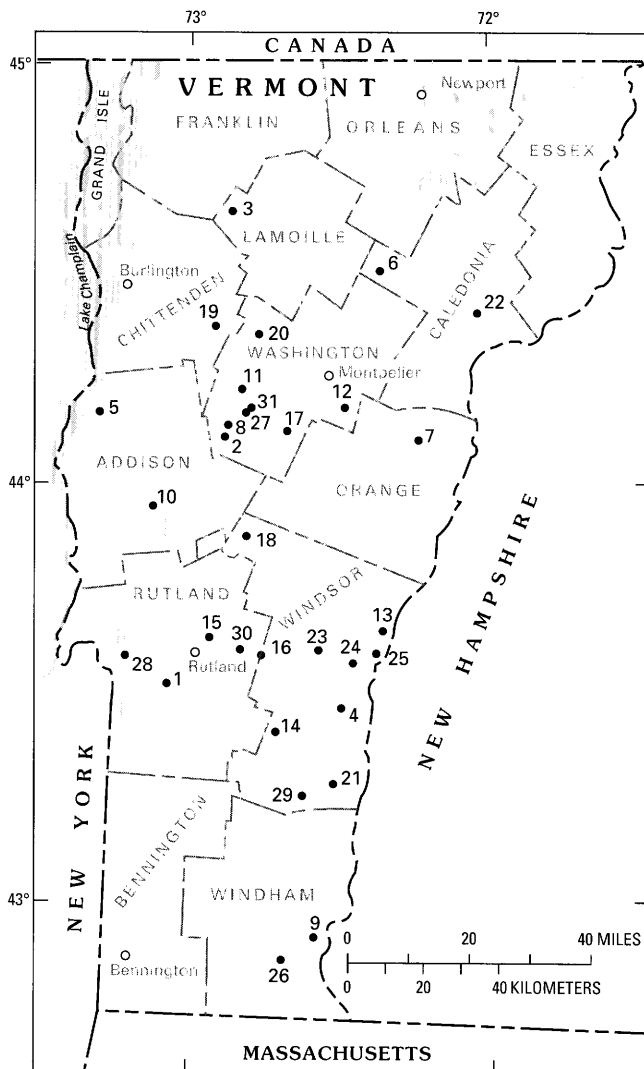 73° 72°
CANADA
45°
VERMONT
Newport
FRANKLIN
ORLEANS
GRAND ISLE
ESSEX
3
LAMOILLE
Lake Champlain
6
Burlington
CALEDONIA
22
CHITTENDEN
19
20
WASHINGTON
Montpelier
11
12
31
5
8 27 17
7
2
ADDISON
ORANGE
44°
10
18
NEW HAMPSHIRE
RUTLAND
WINDSOR
13
15 30 16 23 24 25
28 Rutland
1
4
14
NEW YORK
29 21
BENNINGTON
WINDHAM
43°
9
0 20 40 MILES
Bennington
26
0 20 40 KILOMETERS
MASSACHUSETTS